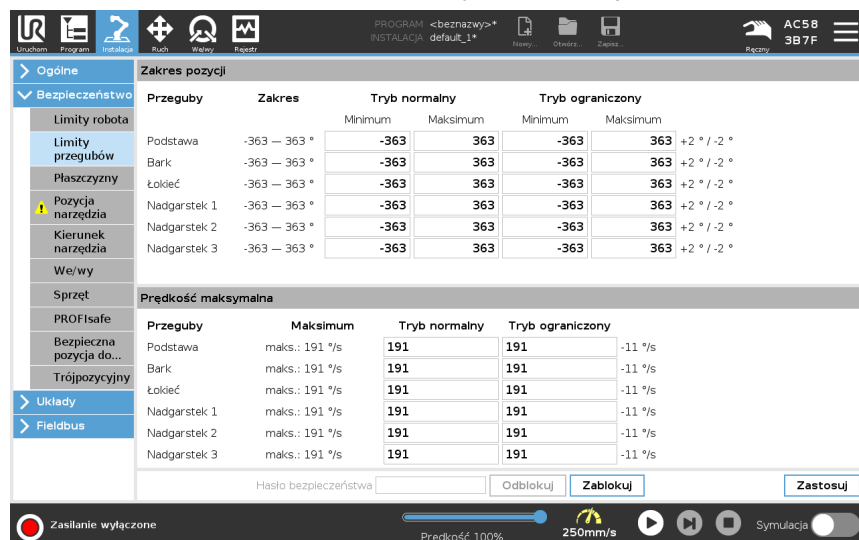 UR
PROGRAM <beznazwy>*
INSTALACJA default_1*
AC58
3B7F
Uruchom Program Instalacja Ruch We/wy Rejestr Nowy... Otwórz... Zapisz... Ręczny
Ogólne
Bezpieczeństwo
Limity robota
Limity
przegubów
Płaszczyzny
Pozycja
narzędzia
Kierunek
narzędzia
We/wy
Sprzęt
PROFIsafe
Bezpieczna
pozycja do...
Trójpozycyjny
Układy
Fieldbus
Zakres pozycji
Przeguby Zakres Tryb normalny Tryb ograniczony
Minimum Maksimum Minimum Maksimum
Podstawa -363 — 363 ° -363 363 -363 363 +2 ° / -2 °
Bark -363 — 363 ° -363 363 -363 363 +2 ° / -2 °
Łokieć -363 — 363 ° -363 363 -363 363 +2 ° / -2 °
Nadgarstek 1 -363 — 363 ° -363 363 -363 363 +2 ° / -2 °
Nadgarstek 2 -363 — 363 ° -363 363 -363 363 +2 ° / -2 °
Nadgarstek 3 -363 — 363 ° -363 363 -363 363 +2 ° / -2 °
Prędkość maksymalna
Przeguby Maksimum Tryb normalny Tryb ograniczony
Podstawa maks.: 191 °/s 191 191 -11 °/s
Bark maks.: 191 °/s 191 191 -11 °/s
Łokieć maks.: 191 °/s 191 191 -11 °/s
Nadgarstek 1 maks.: 191 °/s 191 191 -11 °/s
Nadgarstek 2 maks.: 191 °/s 191 191 -11 °/s
Nadgarstek 3 maks.: 191 °/s 191 191 -11 °/s
Hasło bezpieczeństwa Odblokuj Zablokuj Zastosuj
Zasilanie wyłączone
Prędkość 100%
250mm/s
Symulacja